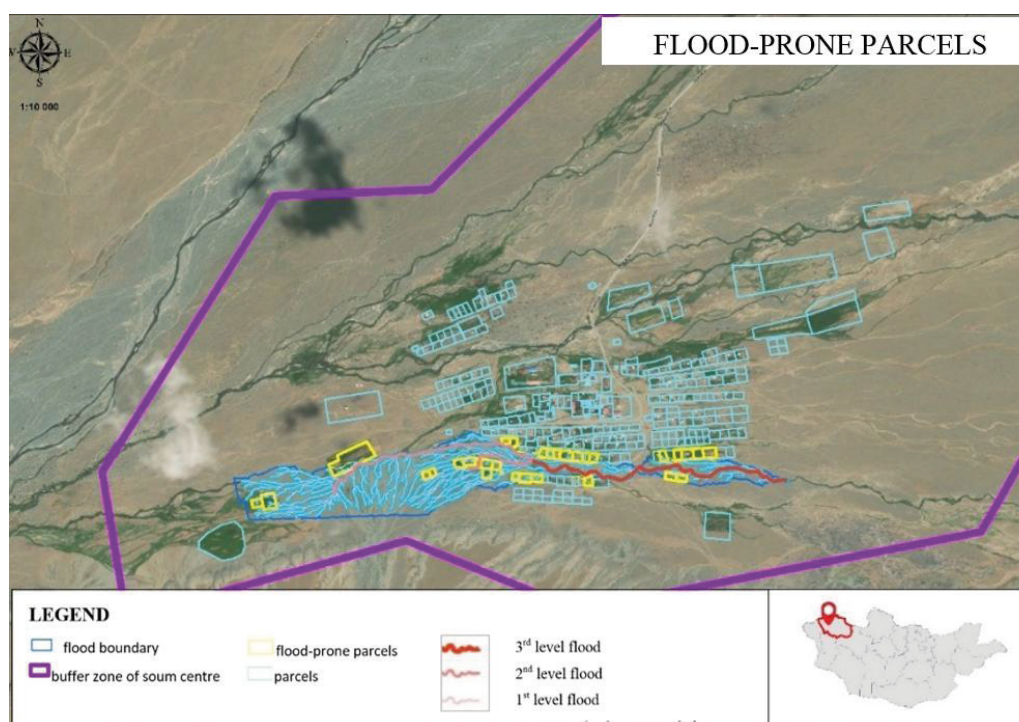 FLOOD-PRONE PARCELS
N
W E
S
1:10 000
LEGEND
flood boundary
buffer zone of soum centre
flood-prone parcels
parcels
3rd level flood
2nd level flood
1st level flood